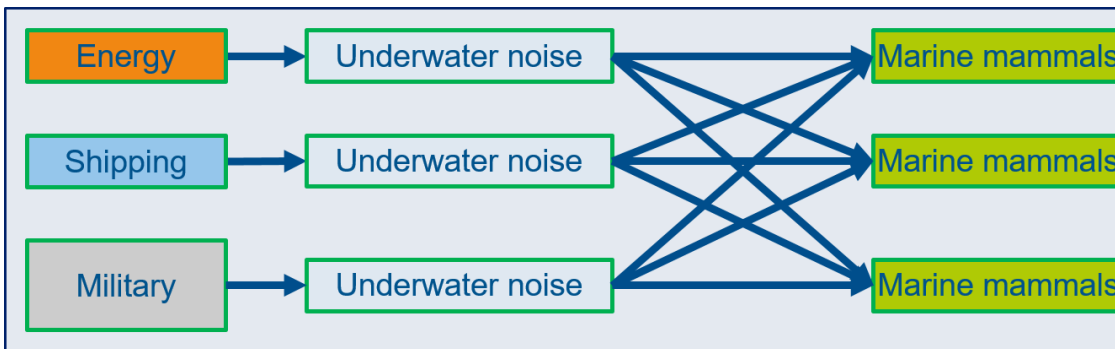 Energy
Underwater noise
Marine mammals
Shipping
Underwater noise
Marine mammals
Military
Underwater noise
Marine mammals